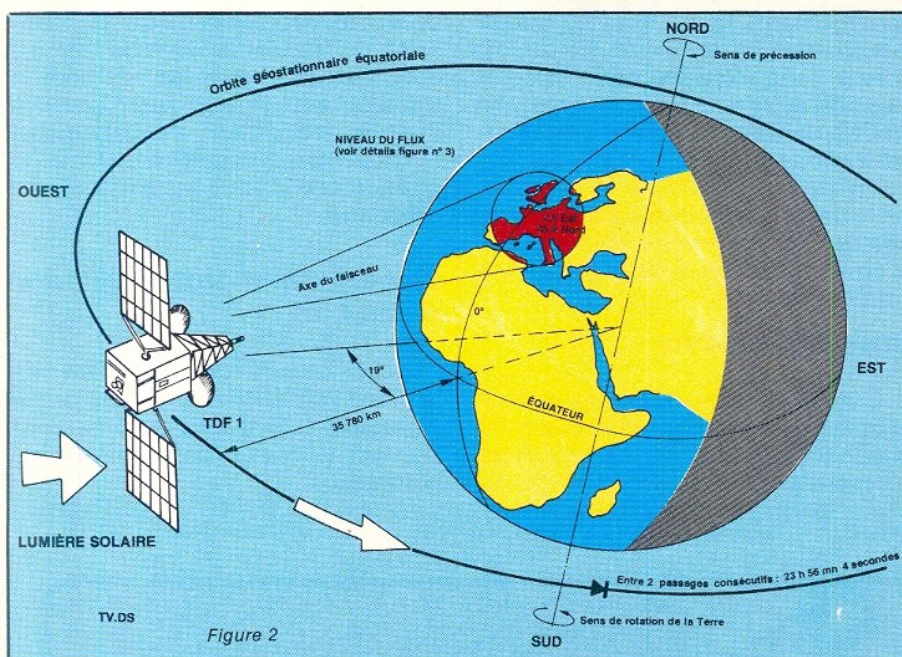 NORD
Sens de précession
Orbite géostationnaire équatoriale
NIVEAU DU FLUX
(voir détails figure n° 3)
OUEST
Est
Nord
Axe du faisceau
0°
19°
EST
ÉQUATEUR
35 780 km
TDF 1
LUMIÈRE SOLAIRE
Entre 2 passages consécutifs : 23 h 56 mn 4 secondes
TV.DS
Figure 2
Sens de rotation de la Terre
SUD